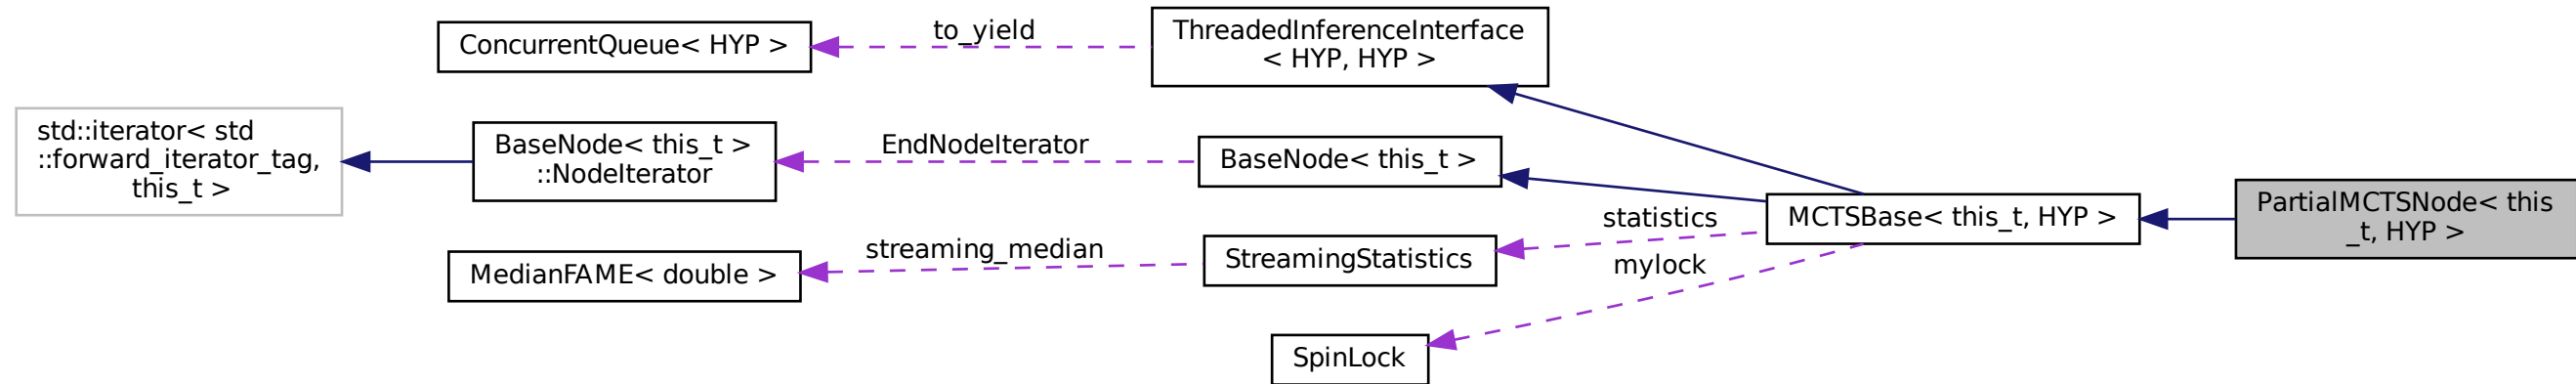 ConcurrentQueue< HYP >
to_yield
ThreadedInferenceInterface
< HYP, HYP >
std::iterator< std
::forward_iterator_tag,
this_t >
BaseNode< this_t >
::NodeIterator
EndNodeIterator
BaseNode< this_t >
MedianFAME< double >
streaming_median
StreamingStatistics
statistics
mylock
SpinLock
MCTSBase< this_t, HYP >
PartialMCTSNode< this
_t, HYP >